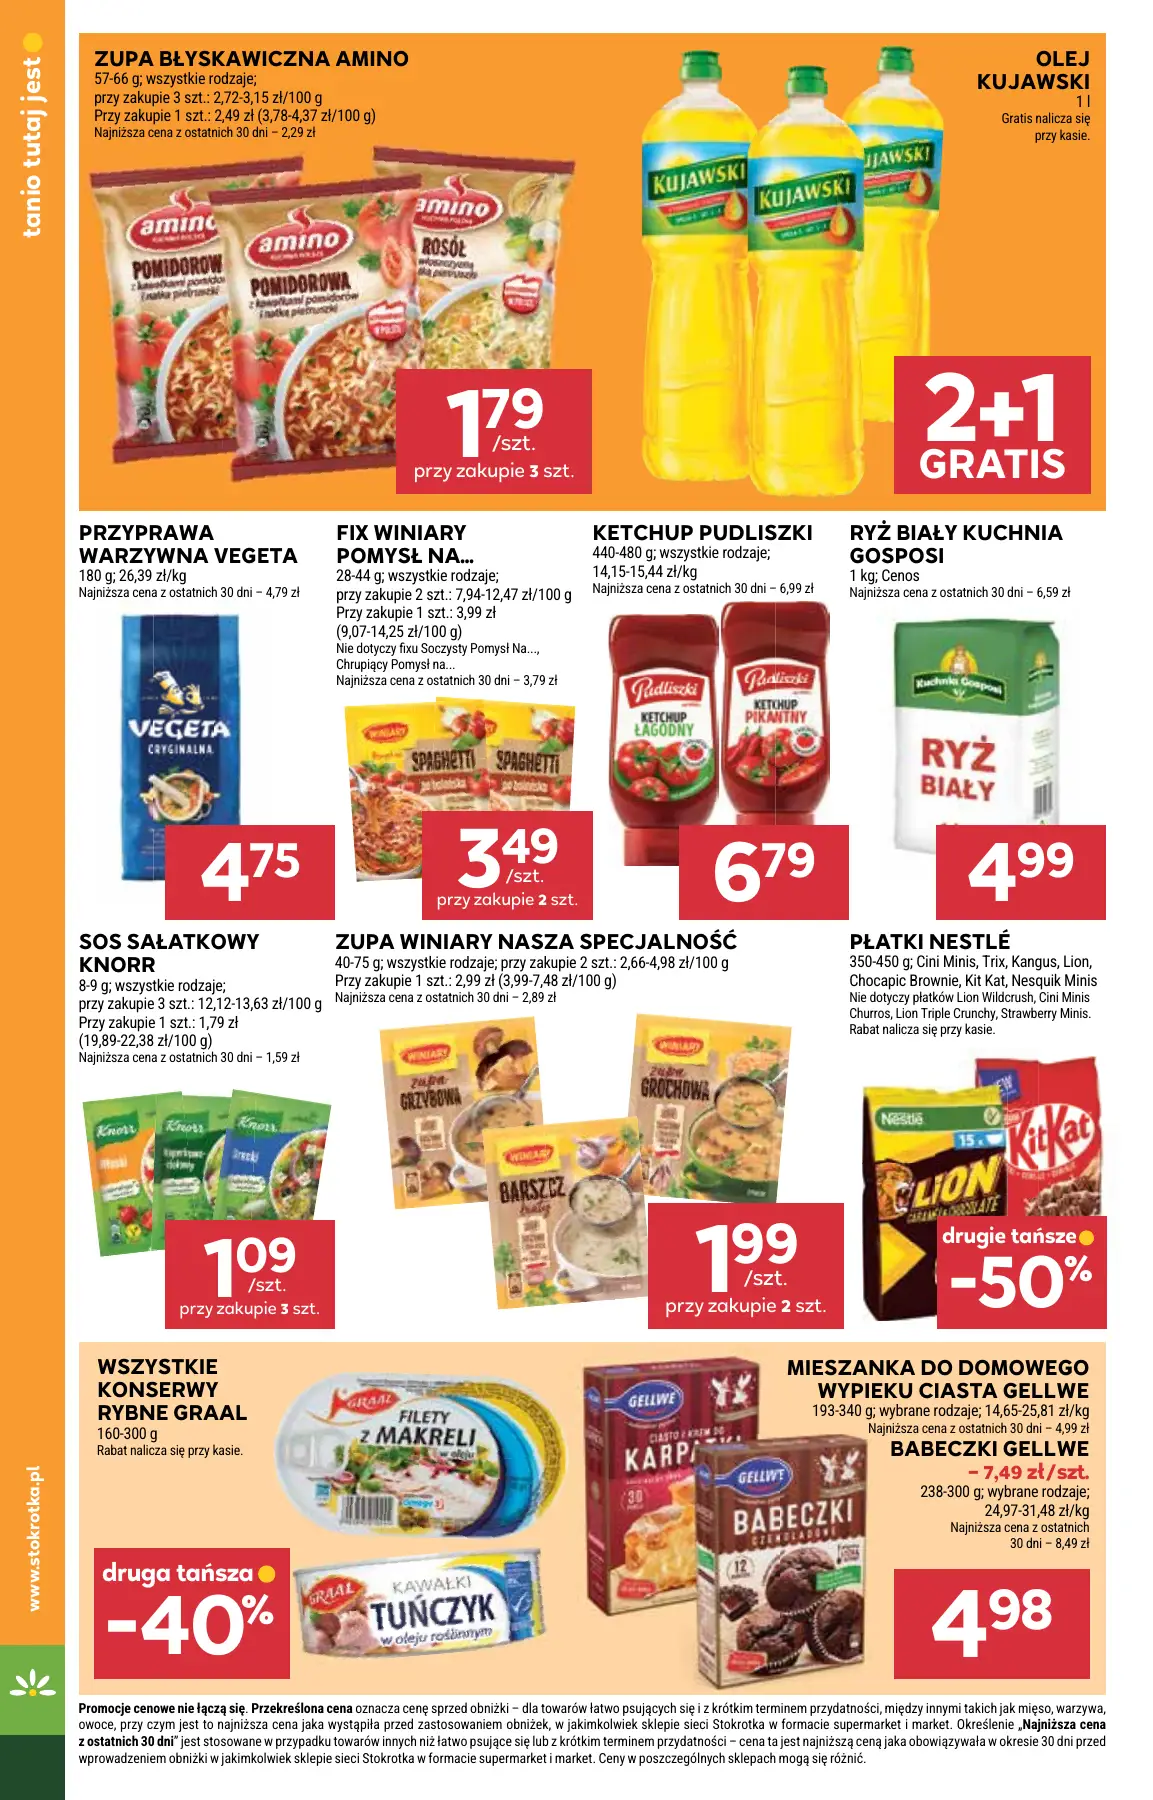 tanio tutaj jest
www.stokrotka.pl
ZUPA BŁYSKAWICZNA AMINO
57-66 g; wszystkie rodzaje;
przy zakupie 3 szt.: 2,72-3,15 zł/100 g
Przy zakupie 1 szt.: 2,49 zł (3,78-4,37 zł/100 g)
Najniższa cena z ostatnich 30 dni – 2,29 zł
amino
POMIDOROWA
z kawałkami pomidorów
i natką pietruszki
amino
ROSÓŁ
1 79
/szt.
przy zakupie 3 szt.
OLEJ
KUJAWSKI
1 l
Gratis nalicza się
przy kasie.
KUJAWSKI
KUJAWSKI
2+1
GRATIS
PRZYPRAWA
WARZYWNA VEGETA
180 g; 26,39 zł/kg
Najniższa cena z ostatnich 30 dni – 4,79 zł
VEGETA
ORYGINALNA
4 75
FIX WINIARY
POMYSŁ NA...
28-44 g; wszystkie rodzaje;
przy zakupie 2 szt.: 7,94-12,47 zł/100 g
Przy zakupie 1 szt.: 3,99 zł
(9,07-14,25 zł/100 g)
Nie dotyczy fixu Soczysty Pomysł Na...,
Chrupiący Pomysł na...
Najniższa cena z ostatnich 30 dni – 3,79 zł
WINIARY
SPAGHETTI
SPAGHETTI
3 49
/szt.
przy zakupie 2 szt.
KETCHUP PUDLISZKI
440-480 g; wszystkie rodzaje;
14,15-15,44 zł/kg
Najniższa cena z ostatnich 30 dni – 6,99 zł
Pudliszki
KETCHUP
ŁAGODNY
Pudliszki
KETCHUP
PIKANTNY
6 79
RYŻ BIAŁY KUCHNIA
GOSPOSI
1 kg; Cenos
Najniższa cena z ostatnich 30 dni – 6,59 zł
Kuchnia Gosposi
RYŻ
BIAŁY
4 99
SOS SAŁATKOWY
KNORR
8-9 g; wszystkie rodzaje;
przy zakupie 3 szt.: 12,12-13,63 zł/100 g
Przy zakupie 1 szt.: 1,79 zł
(19,89-22,38 zł/100 g)
Najniższa cena z ostatnich 30 dni – 1,59 zł
Knorr
Knorr
Knorr
1 09
/szt.
przy zakupie 3 szt.
ZUPA WINIARY NASZA SPECJALNOŚĆ
40-75 g; wszystkie rodzaje; przy zakupie 2 szt.: 2,66-4,98 zł/100 g
Przy zakupie 1 szt.: 2,99 zł (3,99-7,48 zł/100 g)
Najniższa cena z ostatnich 30 dni – 2,89 zł
WINIARY
zupa
GRZYBOWA
WINIARY
BARSZCZ
biały
WINIARY
zupa
GROCHOWA
1 99
/szt.
przy zakupie 2 szt.
PŁATKI NESTLÉ
350-450 g; Cini Minis, Trix, Kangus, Lion,
Chocapic Brownie, Kit Kat, Nesquik Minis
Nie dotyczy płatków Lion Wildcrush, Cini Minis
Churros, Lion Triple Crunchy, Strawberry Minis.
Rabat nalicza się przy kasie.
Nestlé
LION
CARAMEL & CHOCOLATE
KitKat
drugie tańsze
-50%
WSZYSTKIE
KONSERWY
RYBNE GRAAL
160-300 g
Rabat nalicza się przy kasie.
GRAAL
FILETY
z MAKRELI
w oleju
GRAAL
KAWAŁKI
TUŃCZYK
w oleju roślinnym
druga tańsza
-40%
MIESZANKA DO DOMOWEGO
WYPIEKU CIASTA GELLWE
193-340 g; wybrane rodzaje; 14,65-25,81 zł/kg
Najniższa cena z ostatnich 30 dni – 4,99 zł
BABECZKI GELLWE
– 7,49 zł/szt.
238-300 g; wybrane rodzaje;
24,97-31,48 zł/kg
Najniższa cena z ostatnich
30 dni – 8,49 zł
GELLWE
GELLWE
BABECZKI
CZEKOLADOWE
12
4 98
Promocje cenowe nie łączą się. Przekreślona cena oznacza cenę sprzed obniżki – dla towarów łatwo psujących się i z krótkim terminem przydatności, między innymi takich jak mięso, warzywa,
owoce, przy czym jest to najniższa cena jaka wystąpiła przed zastosowaniem obniżek, w jakimkolwiek sklepie sieci Stokrotka w formacie supermarket i market. Określenie „Najniższa cena
z ostatnich 30 dni” jest stosowane w przypadku towarów innych niż łatwo psujące się lub z krótkim terminem przydatności – cena ta jest najniższą ceną jaka obowiązywała w okresie 30 dni przed
wprowadzeniem obniżki w jakimkolwiek sklepie sieci Stokrotka w formacie supermarket i market. Ceny w poszczególnych sklepach mogą się różnić.